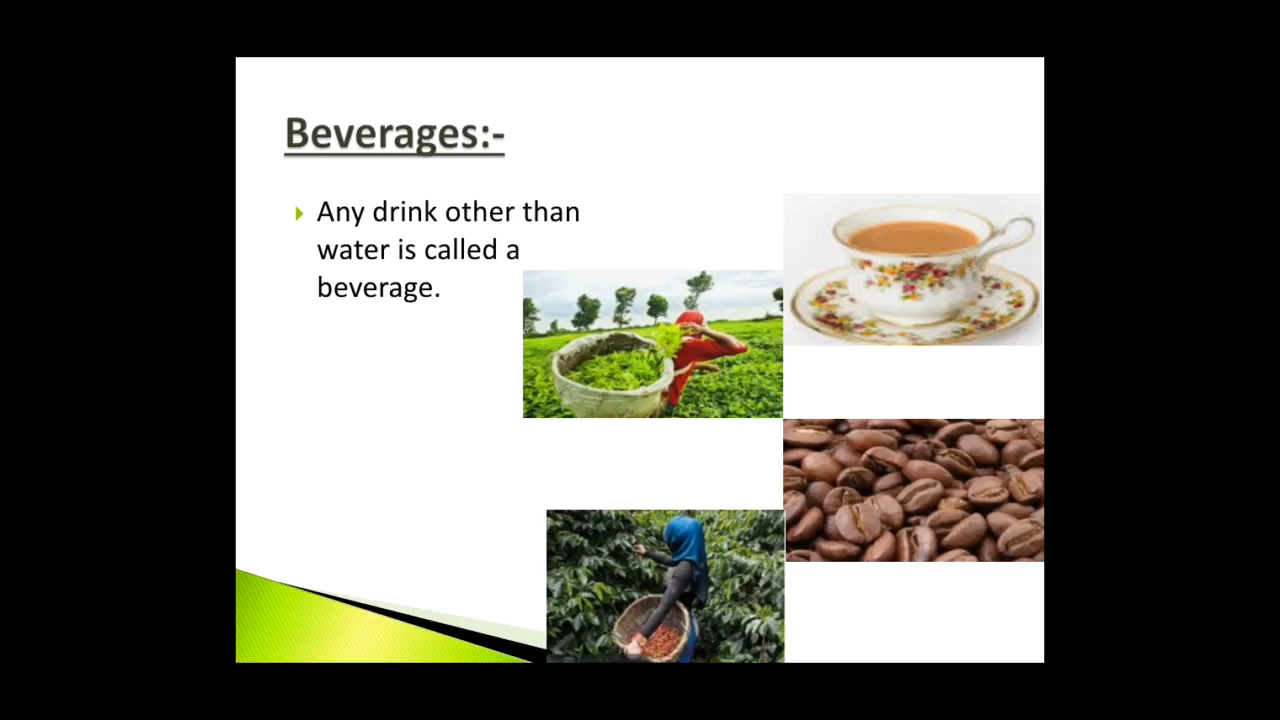 Beverages:-
Any drink other than
water is called a
beverage.